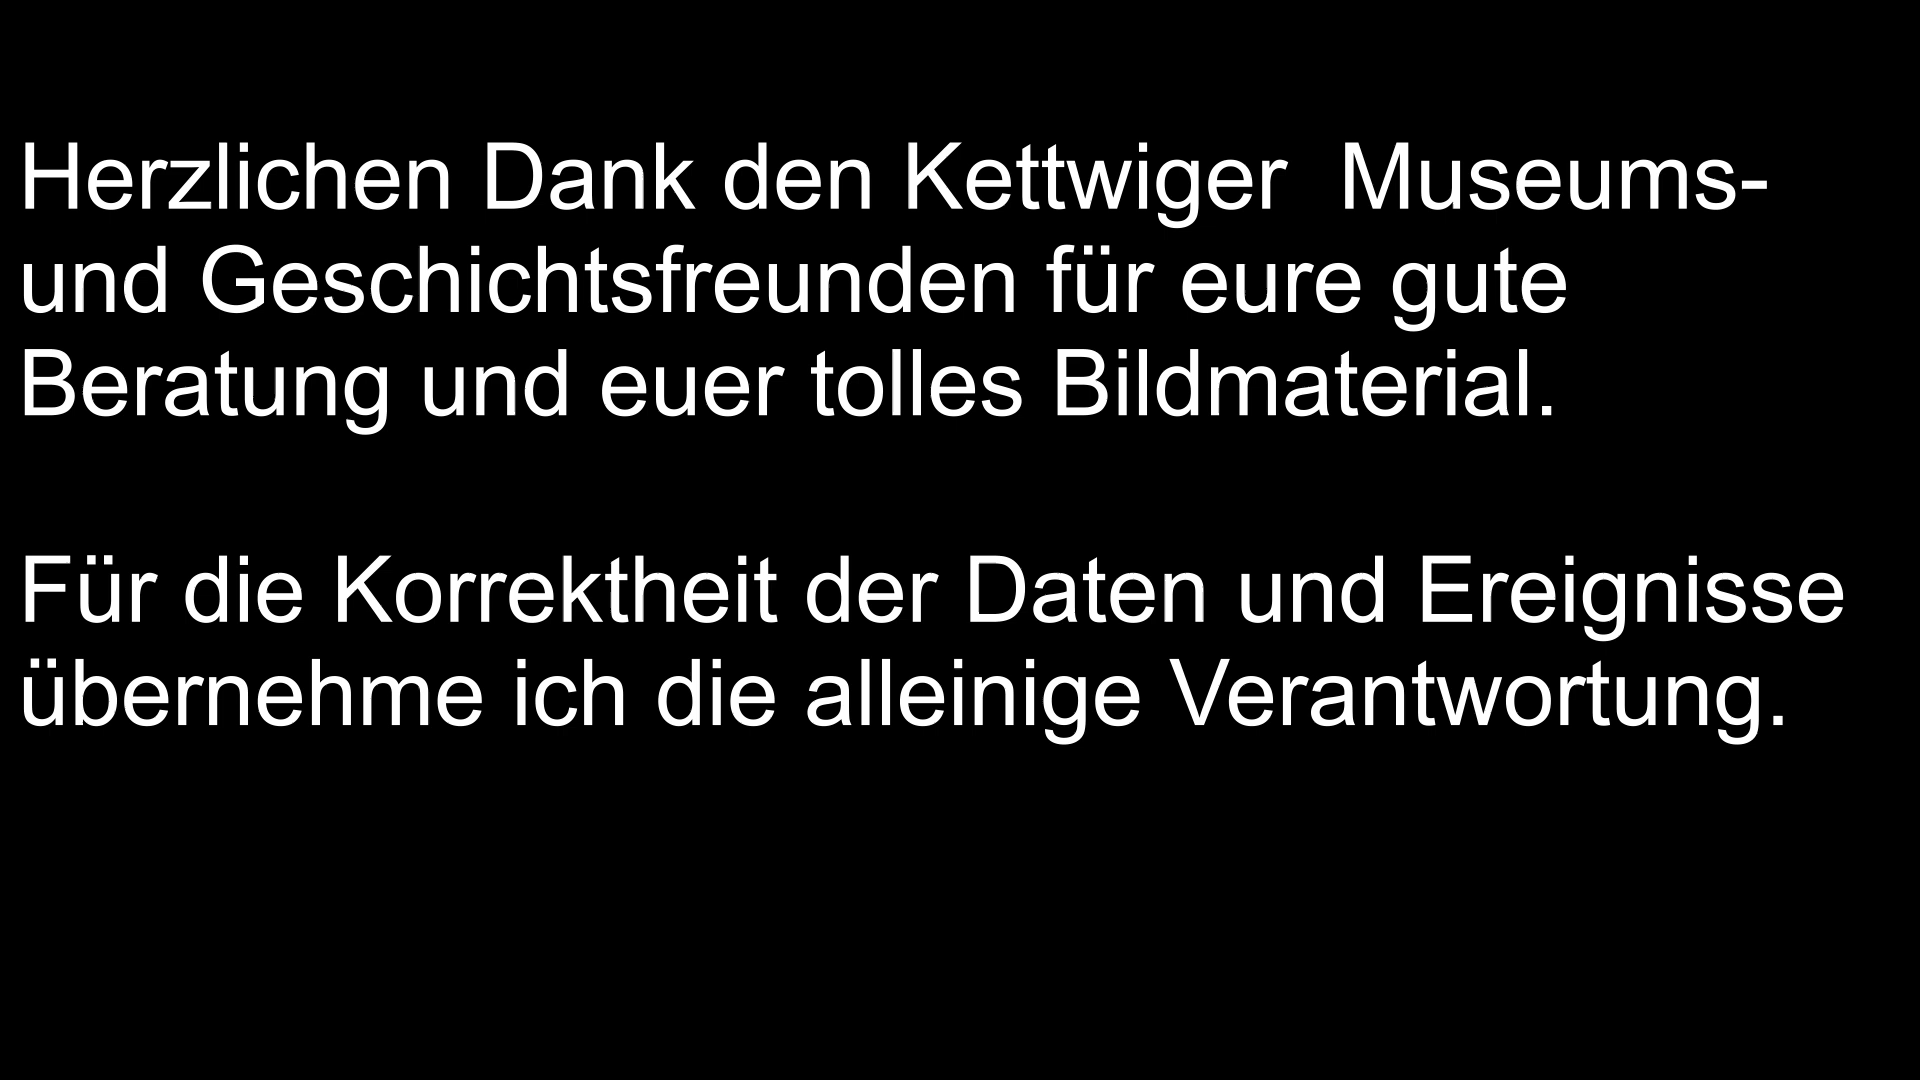 Herzlichen Dank den Kettwiger  Museums-
und Geschichtsfreunden für eure gute
Beratung und euer tolles Bildmaterial.

Für die Korrektheit der Daten und Ereignisse
übernehme ich die alleinige Verantwortung.